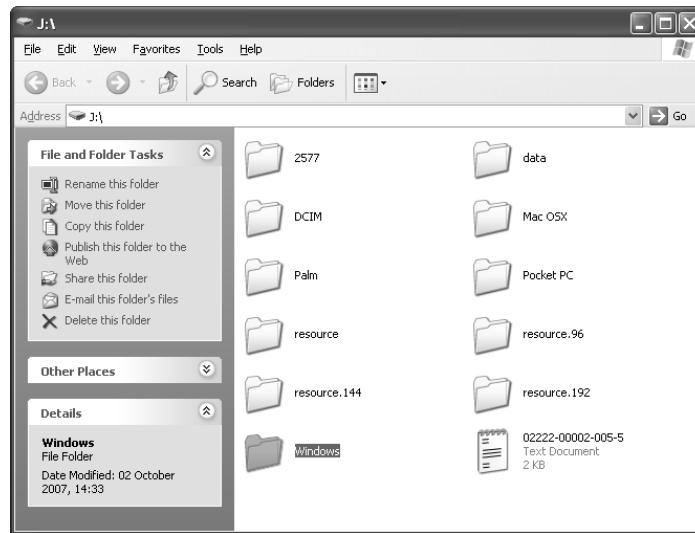 J:\
File Edit View Favorites Tools Help
Back Search Folders
Address J:\ Go
File and Folder Tasks
Rename this folder
Move this folder
Copy this folder
Publish this folder to the
Web
Share this folder
E-mail this folder's files
Delete this folder
Other Places
Details
Windows
File Folder
Date Modified: 02 October
2007, 14:33
2577 data
DCIM Mac OSX
Palm Pocket PC
resource resource.96
resource.144 resource.192
Windows 02222-00002-005-5
Text Document
2 KB